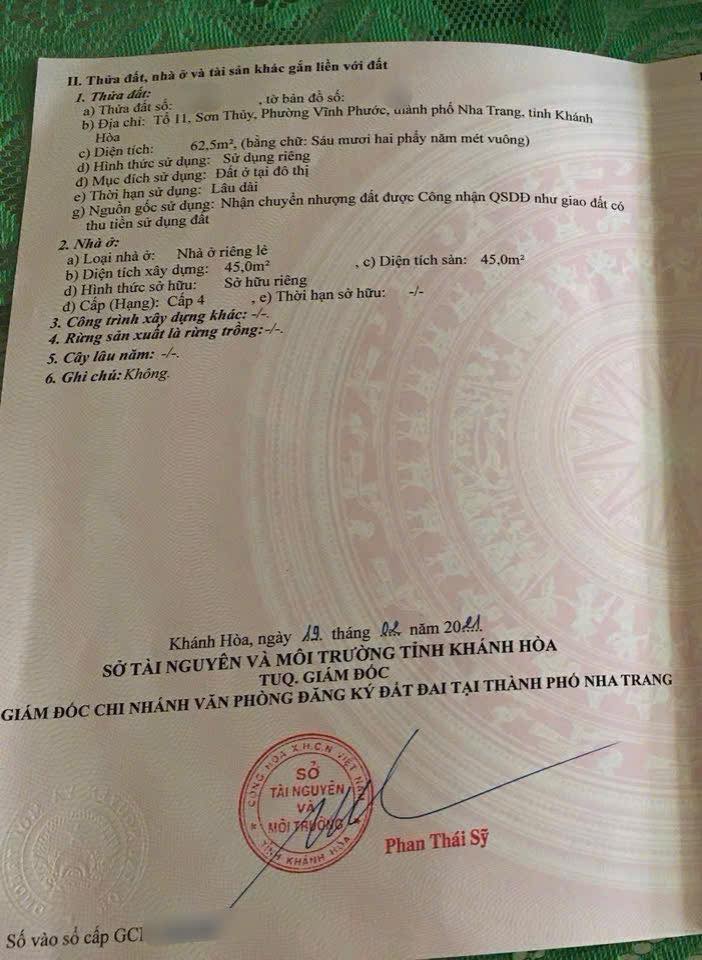 II. Thửa đất, nhà ở và tài sản khác gắn liền với đất
1. Thửa đất:
a) Thửa đất số: , tờ bản đồ số:
b) Địa chỉ: Tổ 11, Sơn Thủy, Phường Vĩnh Phước, thành phố Nha Trang, tỉnh Khánh
Hòa
c) Diện tích: 62,5m², (bằng chữ: Sáu mươi hai phẩy năm mét vuông)
d) Hình thức sử dụng: Sử dụng riêng
đ) Mục đích sử dụng: Đất ở tại đô thị
e) Thời hạn sử dụng: Lâu dài
g) Nguồn gốc sử dụng: Nhận chuyển nhượng đất được Công nhận QSDĐ như giao đất có
thu tiền sử dụng đất
2. Nhà ở:
a) Loại nhà ở: Nhà ở riêng lẻ
b) Diện tích xây dựng: 45,0m² , c) Diện tích sàn: 45,0m²
d) Hình thức sở hữu: Sở hữu riêng
đ) Cấp (Hạng): Cấp 4 , e) Thời hạn sở hữu: -/-
3. Công trình xây dựng khác: -/-.
4. Rừng sản xuất là rừng trồng:-/-.
5. Cây lâu năm: -/-.
6. Ghi chú: Không.
Khánh Hòa, ngày 19 tháng 02 năm 2021.
SỞ TÀI NGUYÊN VÀ MÔI TRƯỜNG TỈNH KHÁNH HÒA
TUQ. GIÁM ĐỐC
GIÁM ĐỐC CHI NHÁNH VĂN PHÒNG ĐĂNG KÝ ĐẤT ĐAI TẠI THÀNH PHỐ NHA TRANG
CỘNG HÒA X.H.C.N VIỆT NAM
SỞ
TÀI NGUYÊN
VÀ
MÔI TRƯỜNG
TỈNH KHÁNH HÒA
Phan Thái Sỹ
Số vào sổ cấp GCN